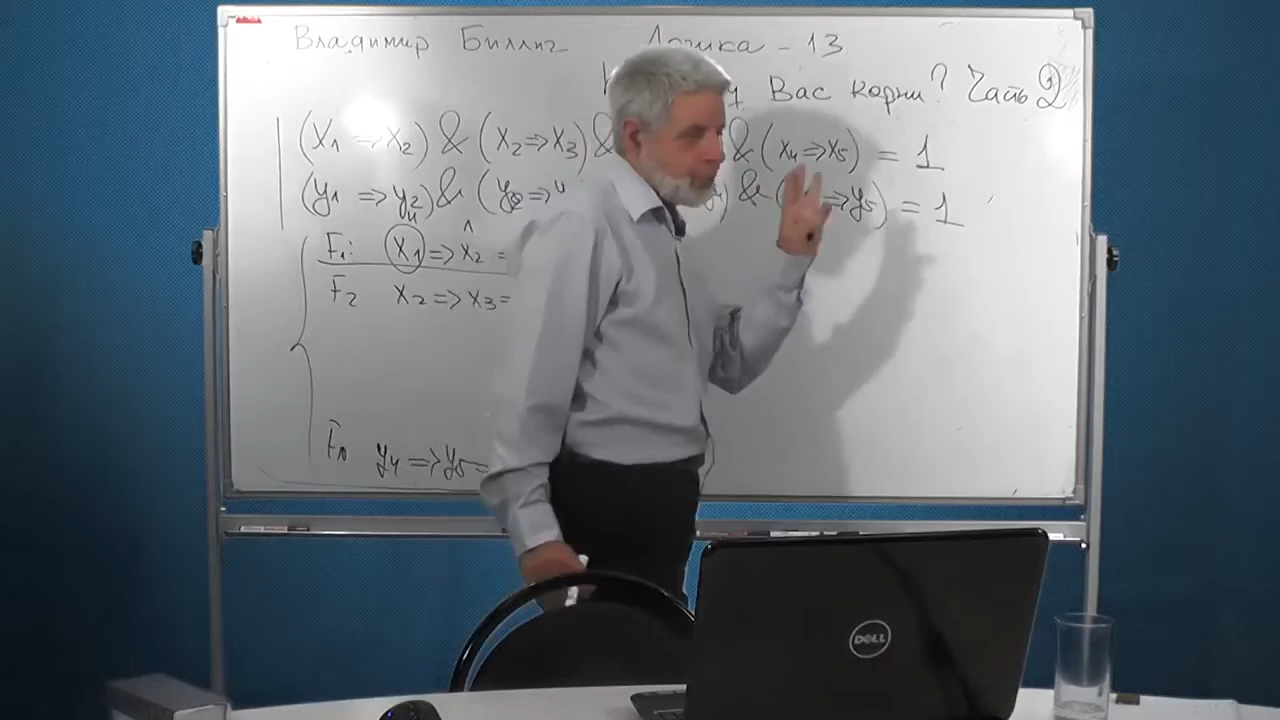 Владимир Биллиг Логика - 13
Вас корни? Часть 2
(x1 => x2) & (x2 => x3) & & (x4 => x5) = 1
(y1 => y2) & (y2 => y & ( => y5) = 1
F1: x1 => x2 =
F2 x2 => x3 =
y4 => y5 =
DELL